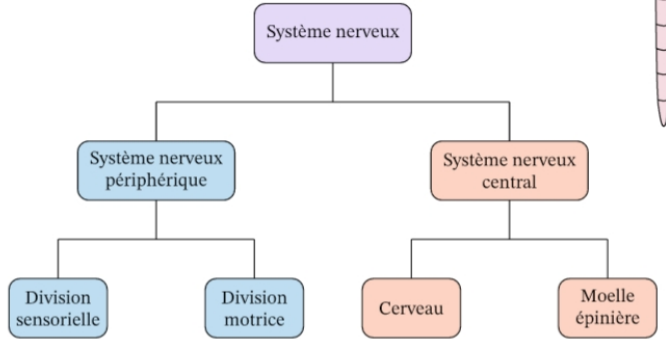 Système nerveux
Système nerveux
périphérique
Système nerveux
central
Division
sensorielle
Division
motrice
Cerveau
Moelle
épinière